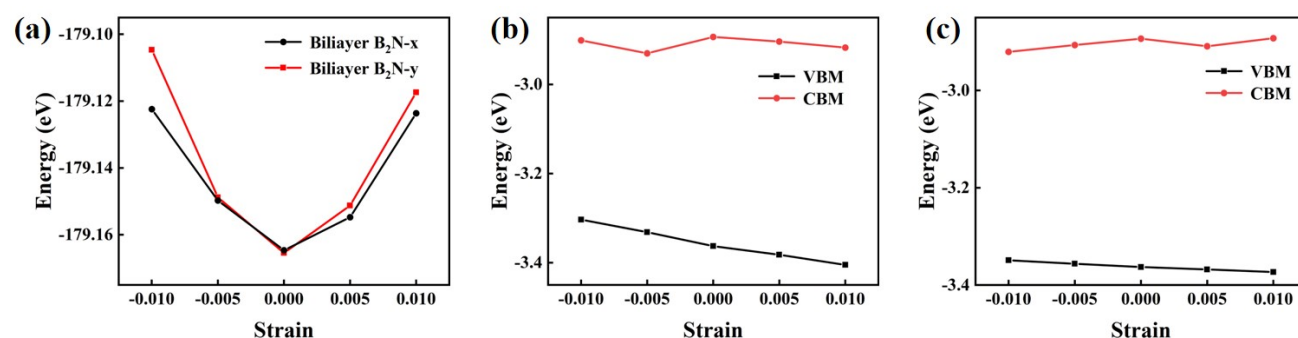 (a)
Energy (eV)
-179.10
-179.12
-179.14
-179.16
Biliayer B₂N-x
Biliayer B₂N-y
-0.010 -0.005 0.000 0.005 0.010
Strain
(b)
Energy (eV)
-3.0
-3.2
-3.4
VBM
CBM
-0.010 -0.005 0.000 0.005 0.010
Strain
(c)
Energy (eV)
-3.0
-3.2
-3.4
VBM
CBM
-0.010 -0.005 0.000 0.005 0.010
Strain